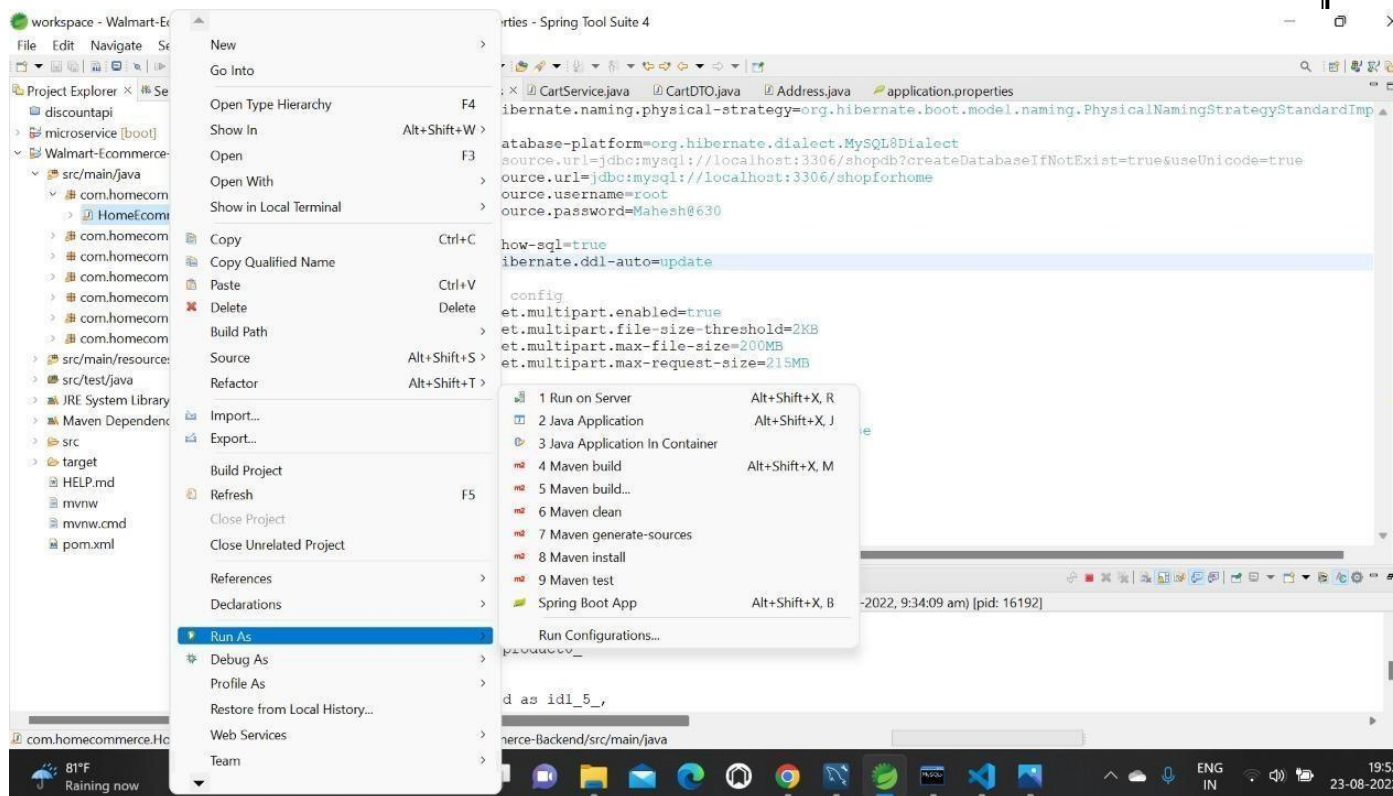 workspace - Walmart-Ec
erties - Spring Tool Suite 4
File Edit Navigate Se
Project Explorer × Se
× CartService.java CartDTO.java Address.java application.properties
discountapi
microservice [boot]
Walmart-Ecommerce-
src/main/java
com.homecom
HomeEcomm
com.homecom
com.homecom
com.homecom
com.homecom
com.homecom
com.homecom
src/main/resources
src/test/java
JRE System Library
Maven Dependenc
src
target
HELP.md
mvnw
mvnw.cmd
pom.xml
New
Go Into
Open Type Hierarchy F4
Show In Alt+Shift+W >
Open F3
Open With
Show in Local Terminal
Copy Ctrl+C
Copy Qualified Name
Paste Ctrl+V
Delete Delete
Build Path
Source Alt+Shift+S >
Refactor Alt+Shift+T >
Import...
Export...
Build Project
Refresh F5
Close Project
Close Unrelated Project
References
Declarations
Run As
Debug As
Profile As
Restore from Local History...
Web Services
Team
ibernate.naming.physical-strategy=org.hibernate.boot.model.naming.PhysicalNamingStrategyStandardImp
atabase-platform=org.hibernate.dialect.MySQL8Dialect
source.url=jdbc:mysql://localhost:3306/shopdb?createDatabaseIfNotExist=true&useUnicode=true
ource.url=jdbc:mysql://localhost:3306/shopforhome
ource.username=root
ource.password=Mahesh@630
how-sql=true
ibernate.ddl-auto=update
config
et.multipart.enabled=true
et.multipart.file-size-threshold=2KB
et.multipart.max-file-size=200MB
et.multipart.max-request-size=215MB
e
1 Run on Server Alt+Shift+X, R
2 Java Application Alt+Shift+X, J
3 Java Application In Container
4 Maven build Alt+Shift+X, M
5 Maven build...
6 Maven clean
7 Maven generate-sources
8 Maven install
9 Maven test
Spring Boot App Alt+Shift+X, B
Run Configurations...
-2022, 9:34:09 am) [pid: 16192]
product0_
d as id1_5_,
com.homecommerce.Ho
nerce-Backend/src/main/java
81°F
Raining now
ENG
IN
19:5
23-08-202